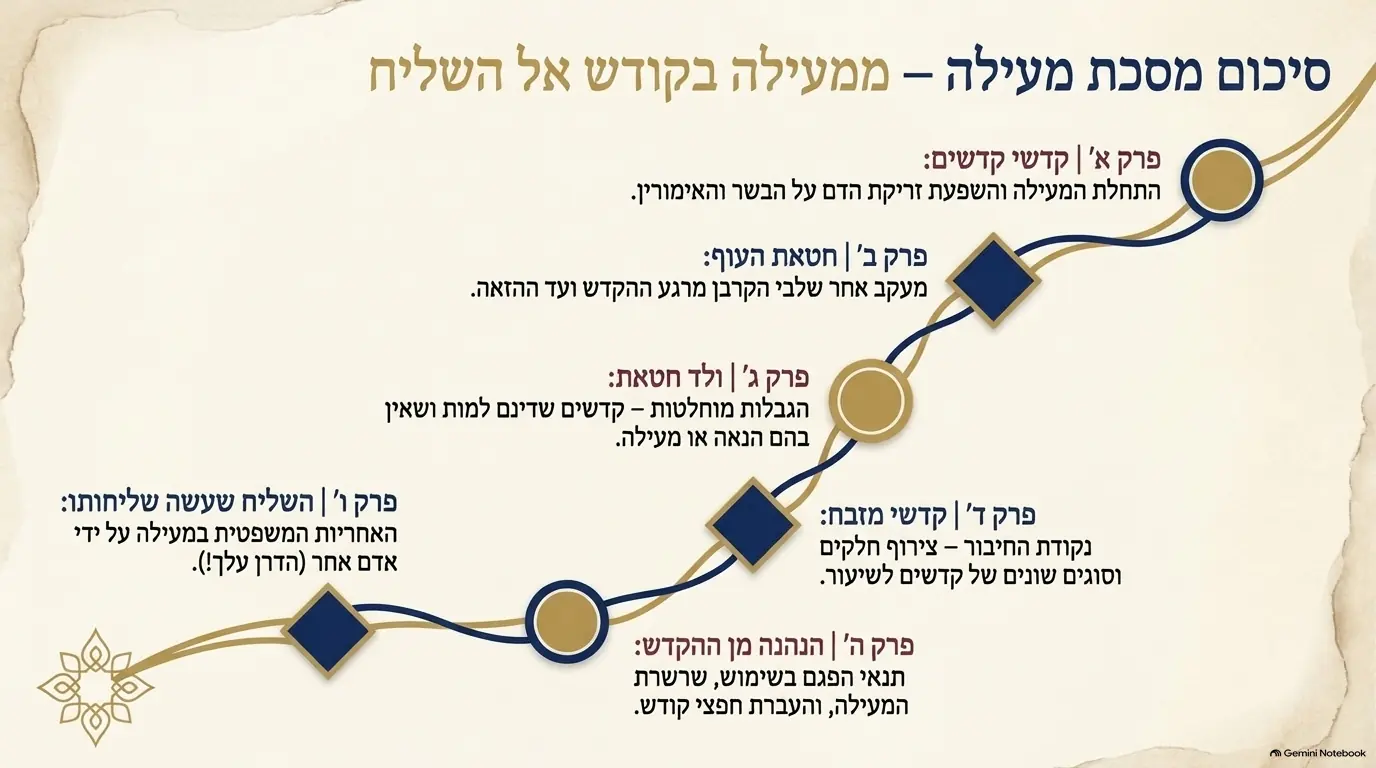 סיכום מסכת מעילה – ממעילה בקודש אל השליח
פרק א' | קדשי קדשים:
התחלת המעילה והשפעת זריקת הדם על הבשר והאימורין.
פרק ב' | חטאת העוף:
מעקב אחר שלבי הקרבן מרגע ההקדש ועד ההזאה.
פרק ג' | ולד חטאת:
הגבלות מוחלטות – קדשים שדינם למות ושאין
בהם הנאה או מעילה.
פרק ד' | קדשי מזבח:
נקודת החיבור – צירוף חלקים
וסוגים שונים של קדשים לשיעור.
פרק ה' | הנהנה מן ההקדש:
תנאי הפגם בשימוש, שרשרת
המעילה, והעברת חפצי קודש.
פרק ו' | השליח שעשה שליחותו:
האחריות המשפטית במעילה על ידי
אדם אחר (הדרן עלך!).
Gemini Notebook